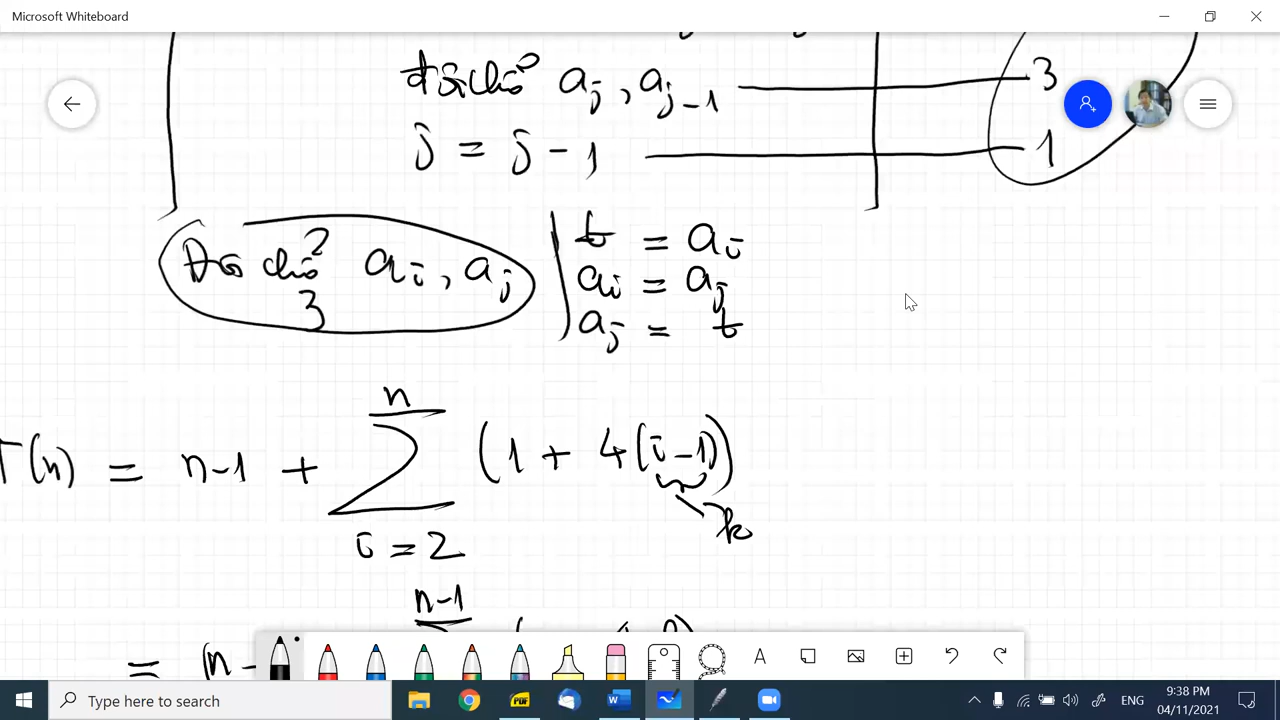 Microsoft Whiteboard
đổi chỗ aj, aj-1 3
j = j - 1 1
Đổi chỗ ai, aj
3
t = ai
ai = aj
aj = t
n
T(n) = n-1 + ∑ (1 + 4(i-1))
i = 2
k
n-1
= (n-
A
Type here to search
PDF
ENG
9:38 PM
04/11/2021